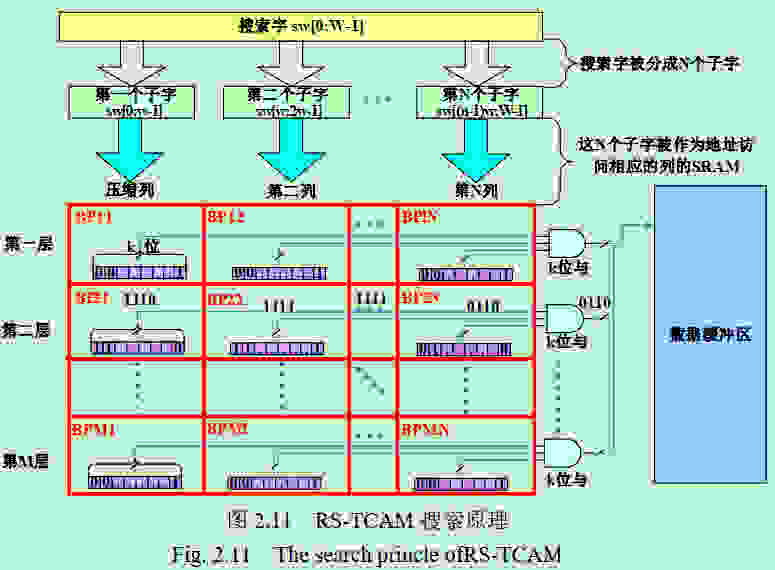 搜索字 sw[0:W-1]
搜索字被分成N个子字
第一个子字
sw[0:w-1]
第二个子字
sw[w:2w-1]
...
第N个子字
sw[(n-1)w:W-1]
这N个子字被作为地址访
问相应的列的SRAM
压缩列
第二列
第N列
第一层
BP11
k位
BP12
BP1N
k位与
第二层
BP21
1110
BP22
1111
1111
BP2N
0110
0110
k位与
数据缓冲区
第M层
BPM1
BPM2
BPMN
k位与
图 2.11 RS-TCAM 搜索原理
Fig. 2.11 The search princle ofRS-TCAM